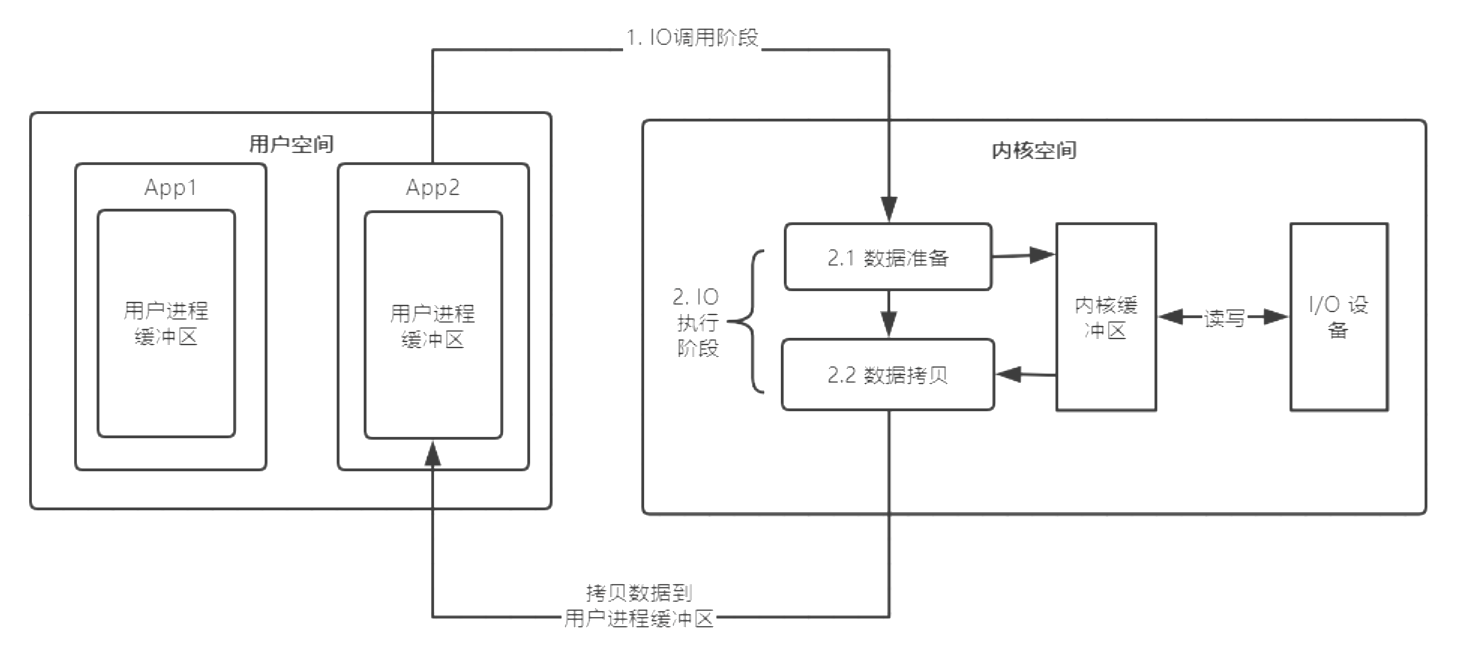 1. IO调用阶段
用户空间
内核空间
App1
App2
用户进程
缓冲区
用户进程
缓冲区
2. IO
执行
阶段
2.1 数据准备
2.2 数据拷贝
内核缓
冲区
读写
I/O 设
备
拷贝数据到
用户进程缓冲区